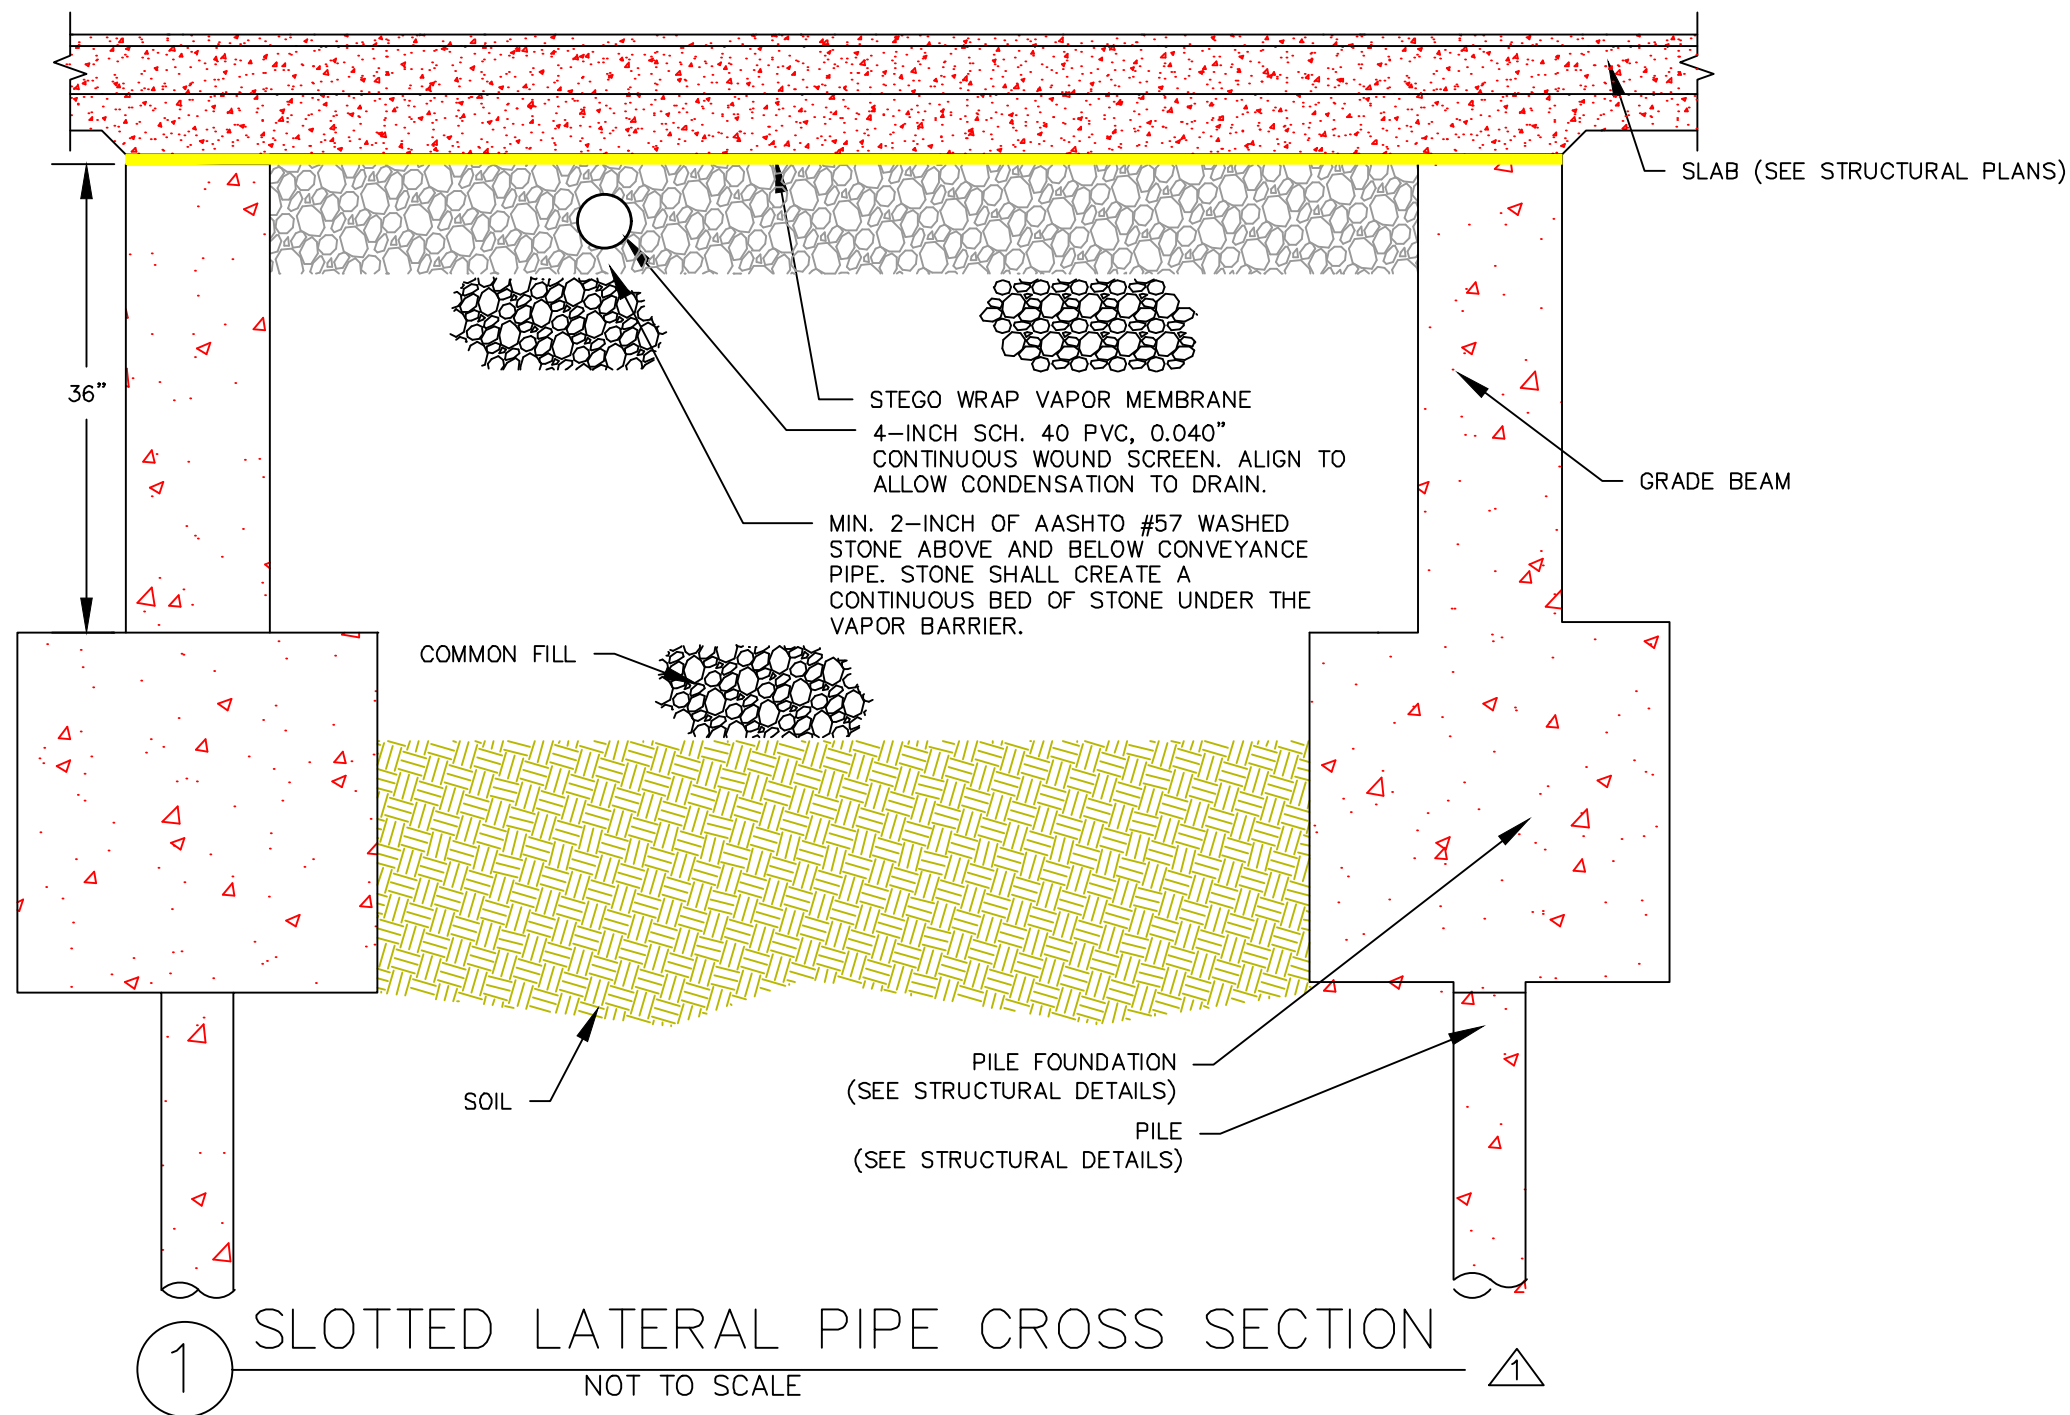 SLAB (SEE STRUCTURAL PLANS)
36”
STEGO WRAP VAPOR MEMBRANE
4–INCH SCH. 40 PVC, 0.040”
CONTINUOUS WOUND SCREEN. ALIGN TO
ALLOW CONDENSATION TO DRAIN.
GRADE BEAM
MIN. 2–INCH OF AASHTO #57 WASHED
STONE ABOVE AND BELOW CONVEYANCE
PIPE. STONE SHALL CREATE A
CONTINUOUS BED OF STONE UNDER THE
VAPOR BARRIER.
COMMON FILL
PILE FOUNDATION
(SEE STRUCTURAL DETAILS)
SOIL
PILE
(SEE STRUCTURAL DETAILS)
1 SLOTTED LATERAL PIPE CROSS SECTION
NOT TO SCALE
1